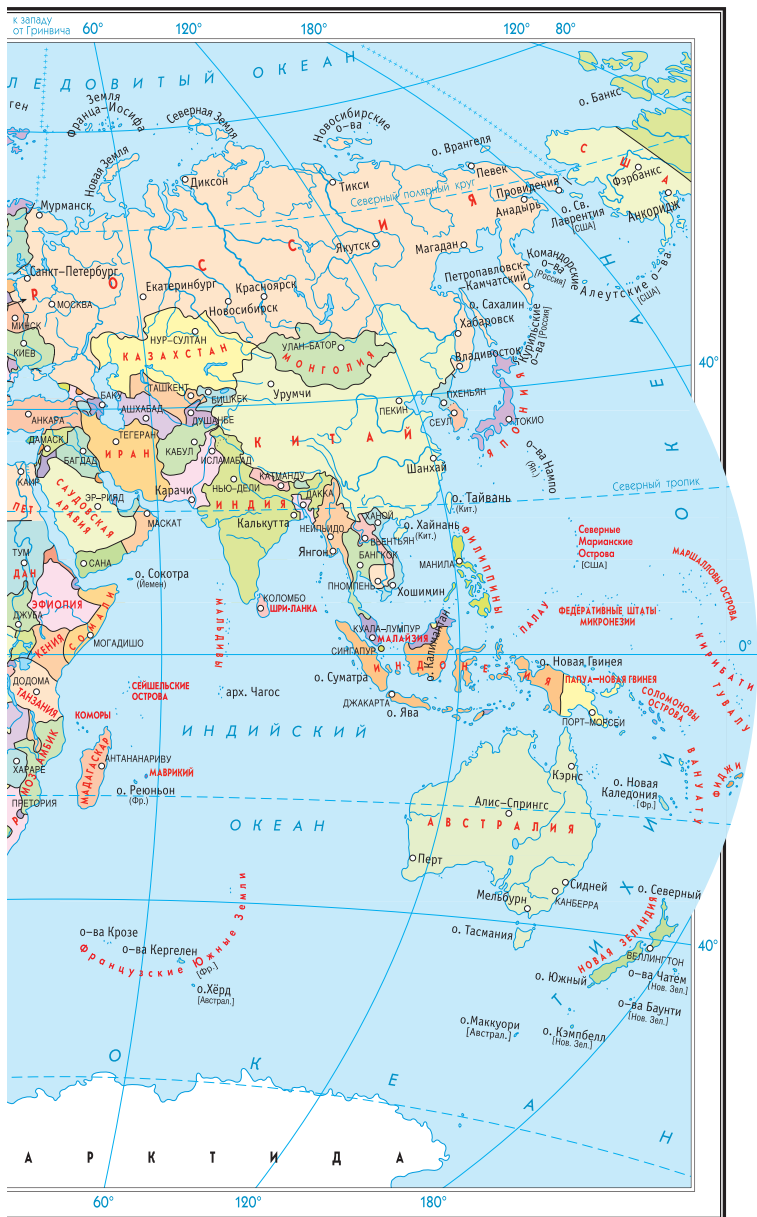 к западу
от Гринвича
60°
120°
180°
120°
80°
ЛЕДОВИТЫЙ ОКЕАН
ген
Земля
Франца–Иосифа
Северная Земля
Новосибирские
о–ва
о. Банкс
Новая Земля
о. Врангеля
США
Диксон
Тикси
Певек
Фэрбанкс
Северный полярный круг
Провидения
Мурманск
Анадырь
о. Св.
Лаврентия
[США]
Анкоридж
РОССИЯ
Якутск
Магадан
Санкт–Петербург
Петропавловск–
Камчатский
Командорские
о–ва
[Россия]
Алеутские о–ва
[США]
Екатеринбург
Красноярск
МОСКВА
Новосибирск
о. Сахалин
Хабаровск
Курильские
о–ва [Россия]
МИНСК
НУР–СУЛТАН
КИЕВ
КАЗАХСТАН
УЛАН–БАТОР
МОНГОЛИЯ
Владивосток
40°
ТАШКЕНТ
БАКУ
БИШКЕК
Урумчи
ПХЕНЬЯН
АШХАБАД
ПЕКИН
АНКАРА
ДУШАНБЕ
СЕУЛ
ТОКИО
ЯПОНИЯ
ДАМАСК
ТЕГЕРАН
КИТАЙ
БАГДАД
ИРАН
КАБУЛ
ИСЛАМАБАД
о–ва Нампо
(Яп.)
Шанхай
КАИР
КАТМАНДУ
НЬЮ–ДЕЛИ
Северный тропик
САУДОВСКАЯ
АРАВИЯ
ЭР–РИЯД
Карачи
ДАККА
о. Тайвань
(Кит.)
ПЕТ
ИНДИЯ
МАСКАТ
Калькутта
ХАНОЙ
о. Хайнань
(Кит.)
НЕЙПЬИДО
ВЬЕНТЬЯН
Северные
Марианские
Острова
[США]
Янгон
БАНГКОК
МАНИЛА
ФИЛИППИНЫ
МАРШАЛЛОВЫ ОСТРОВА
ТУМ
САНА
ДАН
о. Сокотра
(Йемен)
ПНОМПЕНЬ
Хошимин
ЭФИОПИЯ
КОЛОМБО
ШРИ-ЛАНКА
ПАЛАУ
ФЕДЕРАТИВНЫЕ ШТАТЫ
МИКРОНЕЗИИ
ДЖУБА
СОМАЛИ
МАЛЬДИВЫ
КУАЛА–ЛУМПУР
МАЛАЙЗИЯ
о. Калимантан
КИРИБАТИ
КЕНИЯ
МОГАДИШО
СИНГАПУР
0°
ИНДОНЕЗИЯ
о. Новая Гвинея
ДОДОМА
о. Суматра
ПАПУА—НОВАЯ ГВИНЕЯ
ТУВАЛУ
ТАНЗАНИЯ
СЕЙШЕЛЬСКИЕ
ОСТРОВА
арх. Чагос
СОЛОМОНОВЫ
ОСТРОВА
ДЖАКАРТА
о. Ява
КОМОРЫ
ПОРТ–МОРСБИ
ИНДИЙСКИЙ
МОЗАМБИК
МАДАГАСКАР
АНТАНАНАРИВУ
ХАРАРЕ
МАВРИКИЙ
Кэрнс
ВАНУАТУ
ФИДЖИ
о. Реюньон
(Фр.)
о. Новая
Каледония
[Фр.]
ПРЕТОРИЯ
Алис–Спрингс
Р
ОКЕАН
АВСТРАЛИЯ
Перт
Сидней
Мельбурн
КАНБЕРРА
о. Северный
о. Тасмания
НОВАЯ ЗЕЛАНДИЯ
40°
о–ва Крозе
о–ва Кергелен
[Фр.]
Французские Южные Земли
ВЕЛЛИНГТОН
о. Южный
о–ва Чатем
[Нов. Зел.]
о.Хёрд
[Австрал.]
о–ва Баунти
[Нов. Зел.]
о.Маккуори
[Австрал.]
о. Кэмпбелл
[Нов. Зел.]
ТИХИЙ ОКЕАН
ОКЕАН
АРКТИДА
60°
120°
180°